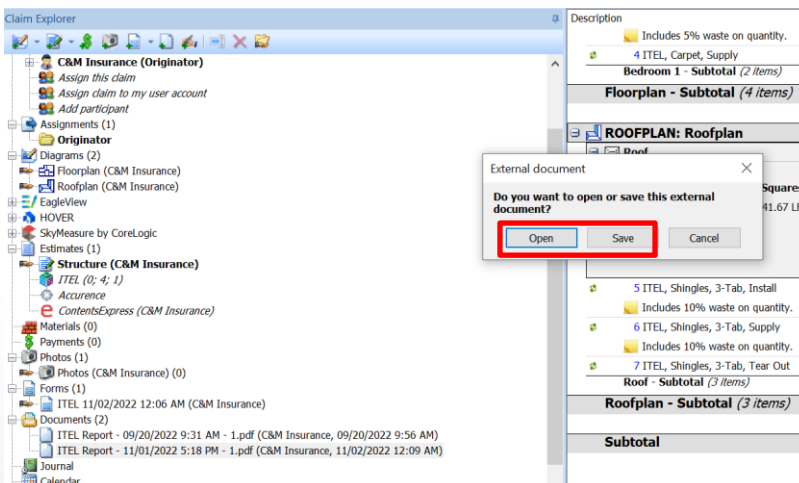 Claim Explorer
C&M Insurance (Originator)
Assign this claim
Assign claim to my user account
Add participant
Assignments (1)
Originator
Diagrams (2)
Floorplan (C&M Insurance)
Roofplan (C&M Insurance)
EagleView
HOVER
SkyMeasure by CoreLogic
Estimates (1)
Structure (C&M Insurance)
ITEL (0; 4; 1)
Accurence
ContentsExpress (C&M Insurance)
Materials (0)
Payments (0)
Photos (1)
Photos (C&M Insurance) (0)
Forms (1)
ITEL 11/02/2022 12:06 AM (C&M Insurance)
Documents (2)
ITEL Report - 09/20/2022 9:31 AM - 1.pdf (C&M Insurance, 09/20/2022 9:56 AM)
ITEL Report - 11/01/2022 5:18 PM - 1.pdf (C&M Insurance, 11/02/2022 12:09 AM)
Journal
Calendar
Description
Includes 5% waste on quantity.
4 ITEL, Carpet, Supply
Bedroom 1 - Subtotal (2 items)
Floorplan - Subtotal (4 items)
ROOFPLAN: Roofplan
Roof
External document
Do you want to open or save this external
document?
Open Save Cancel
41.67
5 ITEL, Shingles, 3-Tab, Install
Includes 10% waste on quantity.
6 ITEL, Shingles, 3-Tab, Supply
Includes 10% waste on quantity.
7 ITEL, Shingles, 3-Tab, Tear Out
Roof - Subtotal (3 items)
Roofplan - Subtotal (3 items)
Subtotal